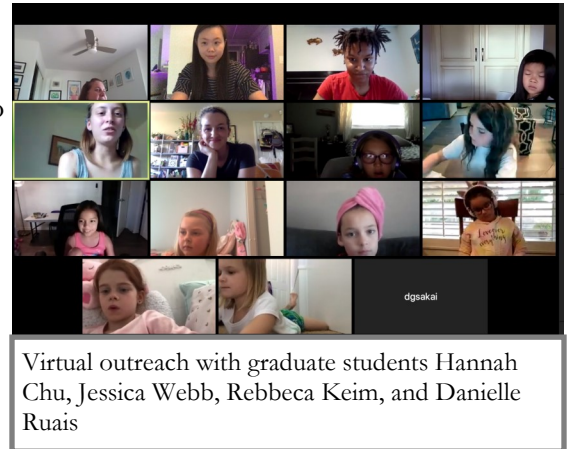 dgsakai
Virtual outreach with graduate students Hannah
Chu, Jessica Webb, Rebbeca Keim, and Danielle
Ruais